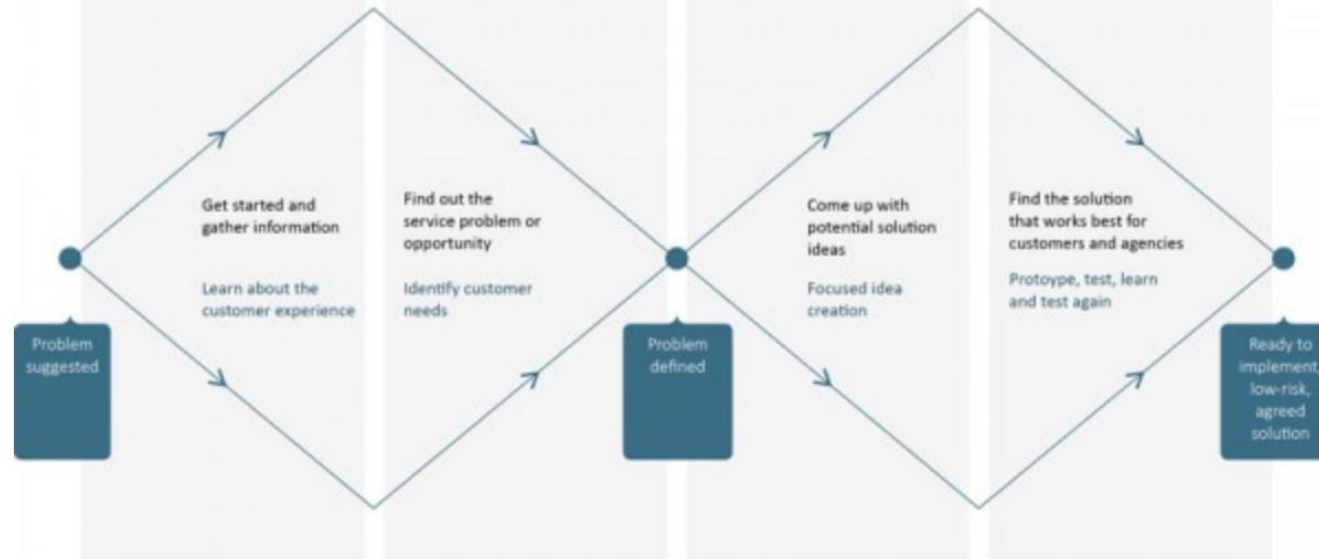 Get started and
gather information
Learn about the
customer experience
Find out the
service problem or
opportunity
Identify customer
needs
Come up with
potential solution
ideas
Focused idea
creation
Find the solution
that works best for
customers and agencies
Protoype, test, learn
and test again
Problem
suggested
Problem
defined
Ready to
implement,
low-risk,
agreed
solution